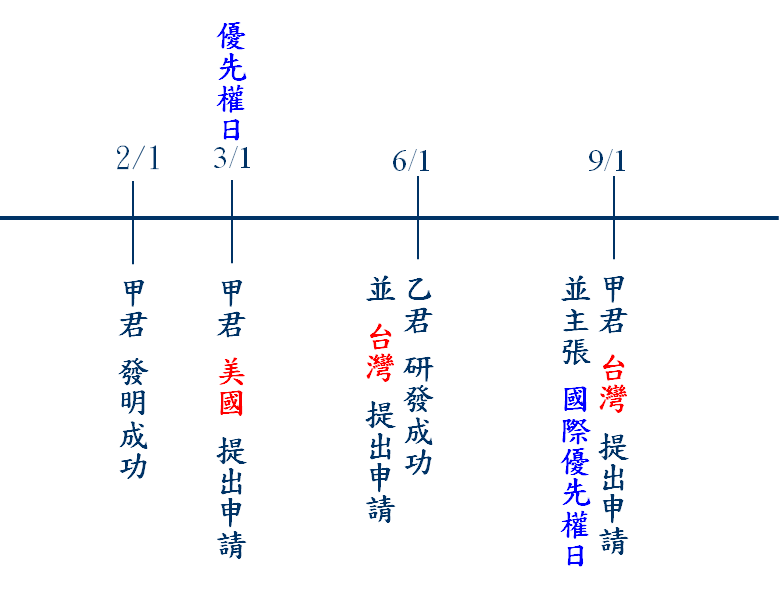 優先權日
2/1
3/1
6/1
9/1
甲君 發明成功
甲君 美國 提出申請
乙君 研發成功
並 台灣 提出申請
甲君 台灣 提出申請
並主張 國際優先權日